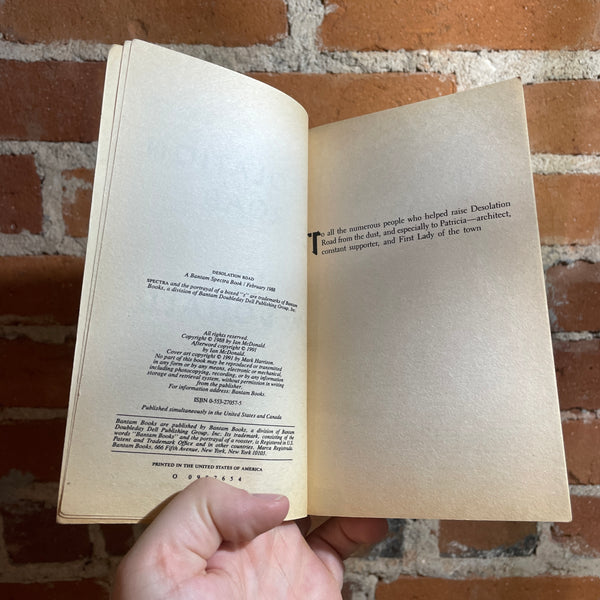 DESOLATION ROAD
A Bantam Spectra Book / February 1988
SPECTRA and the portrayal of a boxed "s" are trademarks of Bantam
Books, a division of Bantam Doubleday Dell Publishing Group, Inc.
All rights reserved.
Copyright © 1988 by Ian McDonald.
Afterword copyright © 1991
by Ian McDonald.
Cover art copyright © 1991 by Mark Harrison.
No part of this book may be reproduced or transmitted
in any form or by any means, electronic or mechanical,
including photocopying, recording, or by any information
storage and retrieval system, without permission in writing
from the publisher.
For information address: Bantam Books.
ISBN 0-553-27057-5
Published simultaneously in the United States and Canada
Bantam Books are published by Bantam Books, a division of Bantam
Doubleday Dell Publishing Group, Inc. Its trademark, consisting of the
words "Bantam Books" and the portrayal of a rooster, is Registered in U.S.
Patent and Trademark Office and in other countries. Marca Registrada.
Bantam Books, 666 Fifth Avenue, New York, New York 10103.
PRINTED IN THE UNITED STATES OF AMERICA
To all the numerous people who helped raise Desolation
Road from the dust, and especially to Patricia—architect,
constant supporter, and First Lady of the town